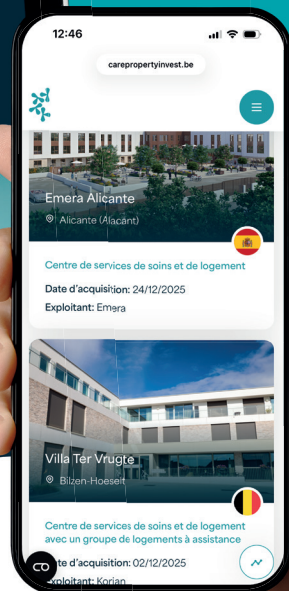 12:46
carepropertyinvest.be
Emera Alicante
Alicante (Alacant)
Centre de services de soins et de logement
Date d'acquisition: 24/12/2025
Exploitant: Emera
Villa Ter Vrugte
Bilzen-Hoeselt
Centre de services de soins et de logement
avec un groupe de logements à assistance
te d'acquisition: 02/12/2025
xploitant: Korian